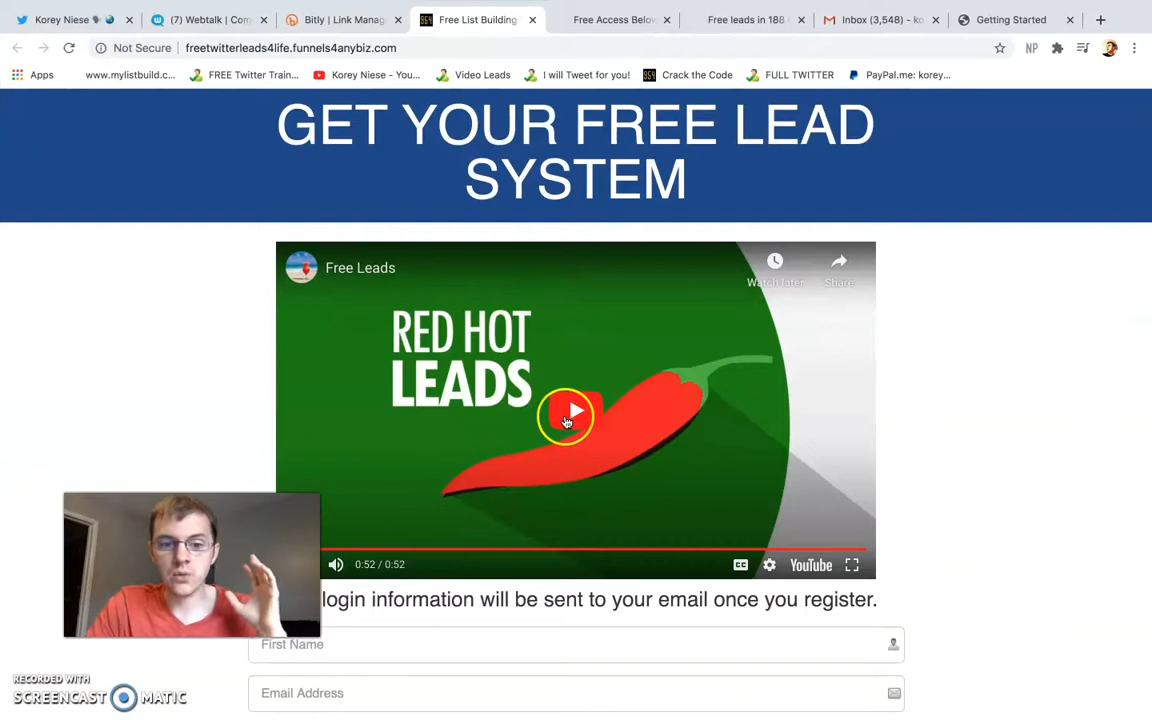 Korey Niese
(7) Webtalk | Com
Bitly | Link Manag
Free List Building
Free Access Below
Free leads in 188
Inbox (3,548) - ko
Getting Started
Not Secure
freetwitterleads4life.funnels4anybiz.com
NP
Apps
www.mylistbuild.c...
FREE Twitter Train...
Korey Niese - You...
Video Leads
I will Tweet for you!
964
Crack the Code
FULL TWITTER
PayPal.me: korey...
GET YOUR FREE LEAD
SYSTEM
Free Leads
Watch later
Share
RED HOT
LEADS
0:52 / 0:52
CC
YouTube
login information will be sent to your email once you register.
First Name
Email Address
RECORDED WITH
SCREENCAST MATIC